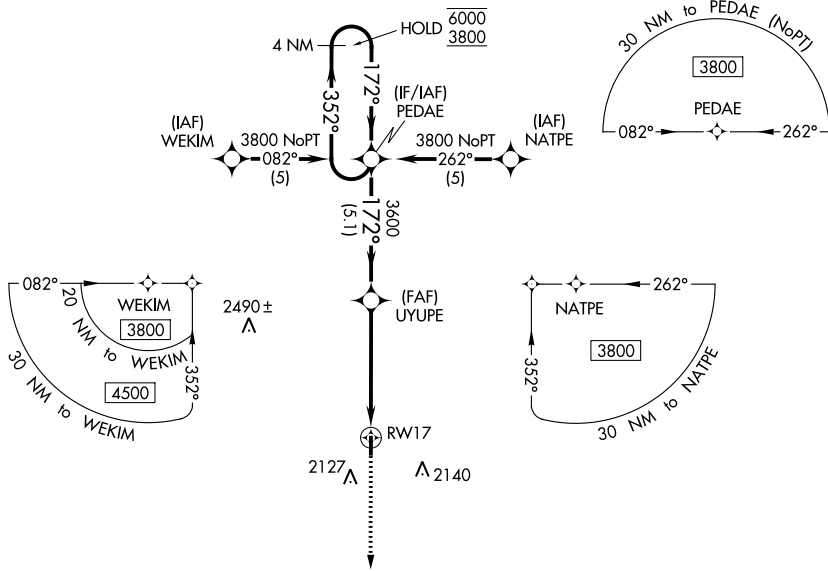 30 NM to PEDAE (NoPT)
3800
PEDAE
082°
262°
HOLD 6000
3800
4 NM
172°
352°
(IF/IAF)
PEDAE
(IAF)
WEKIM
3800 NoPT
082°
(5)
(IAF)
NATPE
3800 NoPT
262°
(5)
3600
172°
(5.1)
(FAF)
UYUPE
082°
WEKIM
3800
20 NM to WEKIM
352°
4500
30 NM to WEKIM
2490 ±
262°
NATPE
3800
352°
30 NM to NATPE
RW17
2127
2140